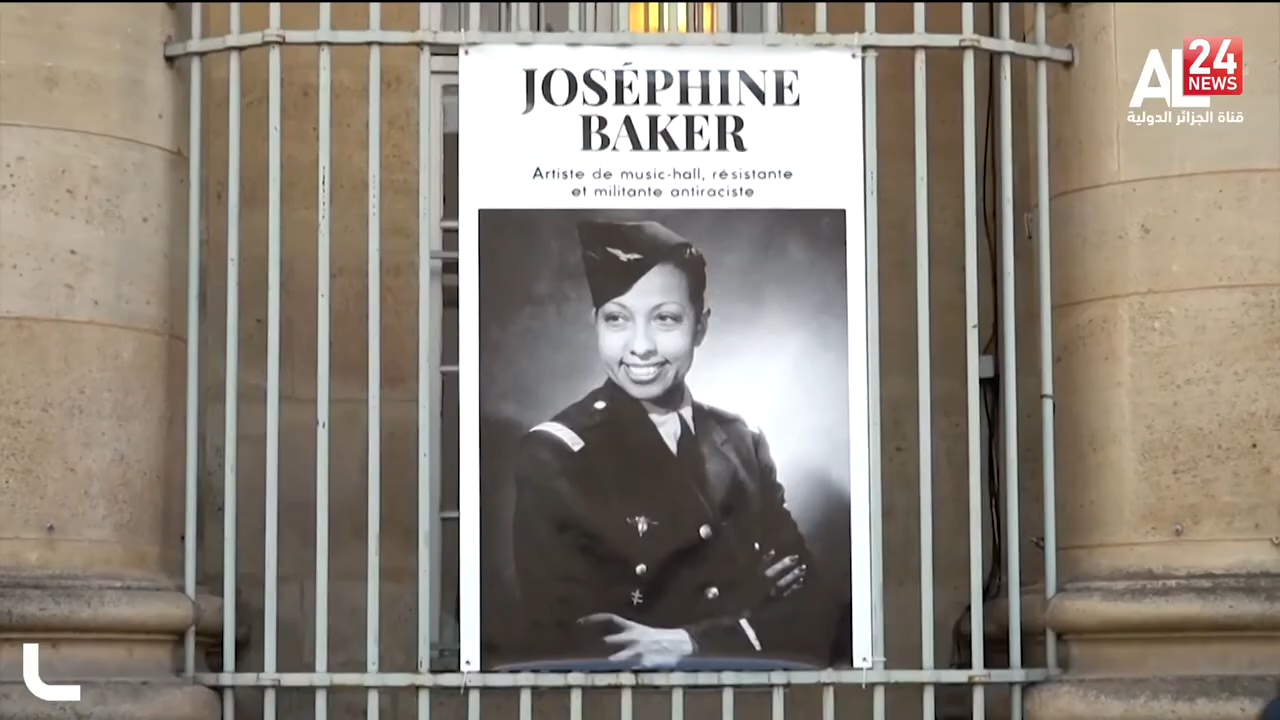 JOSÉPHINE
BAKER
Artiste de music-hall, résistante
et militante antiraciste
AL
24
NEWS
قناة الجزائر الدولية